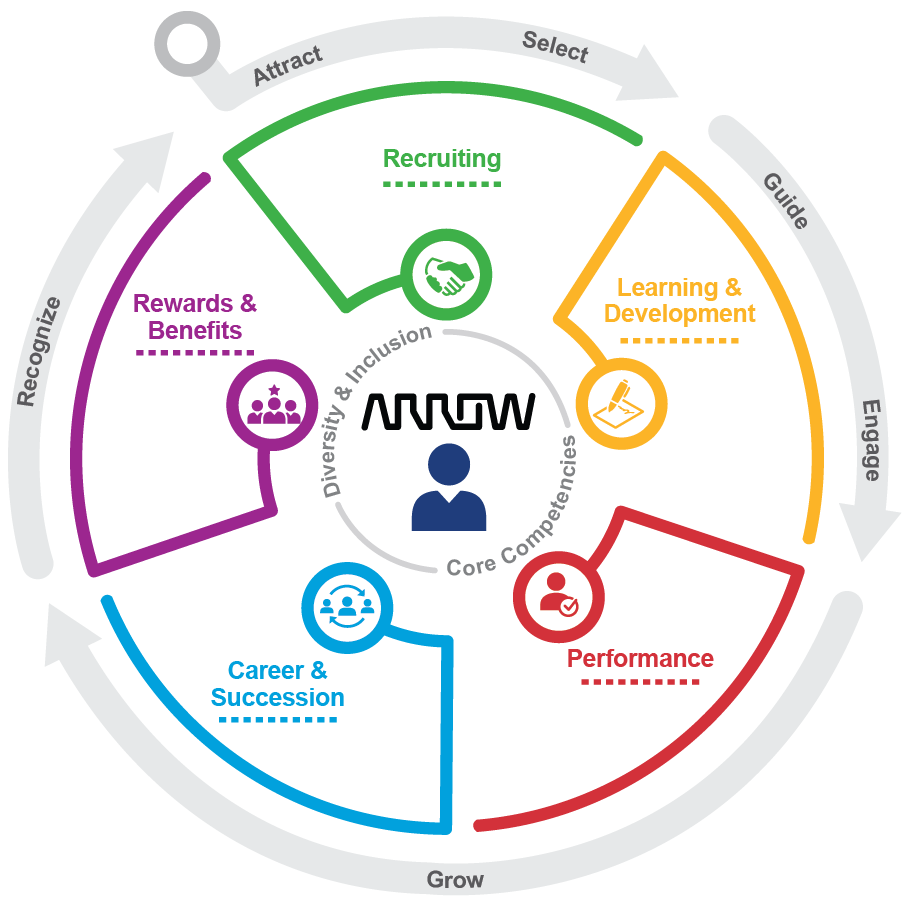 Attract
Select
Guide
Engage
Grow
Recognize
Recruiting
Learning &
Development
Performance
Career &
Succession
Rewards &
Benefits
Diversity & Inclusion
Core Competencies
ARROW